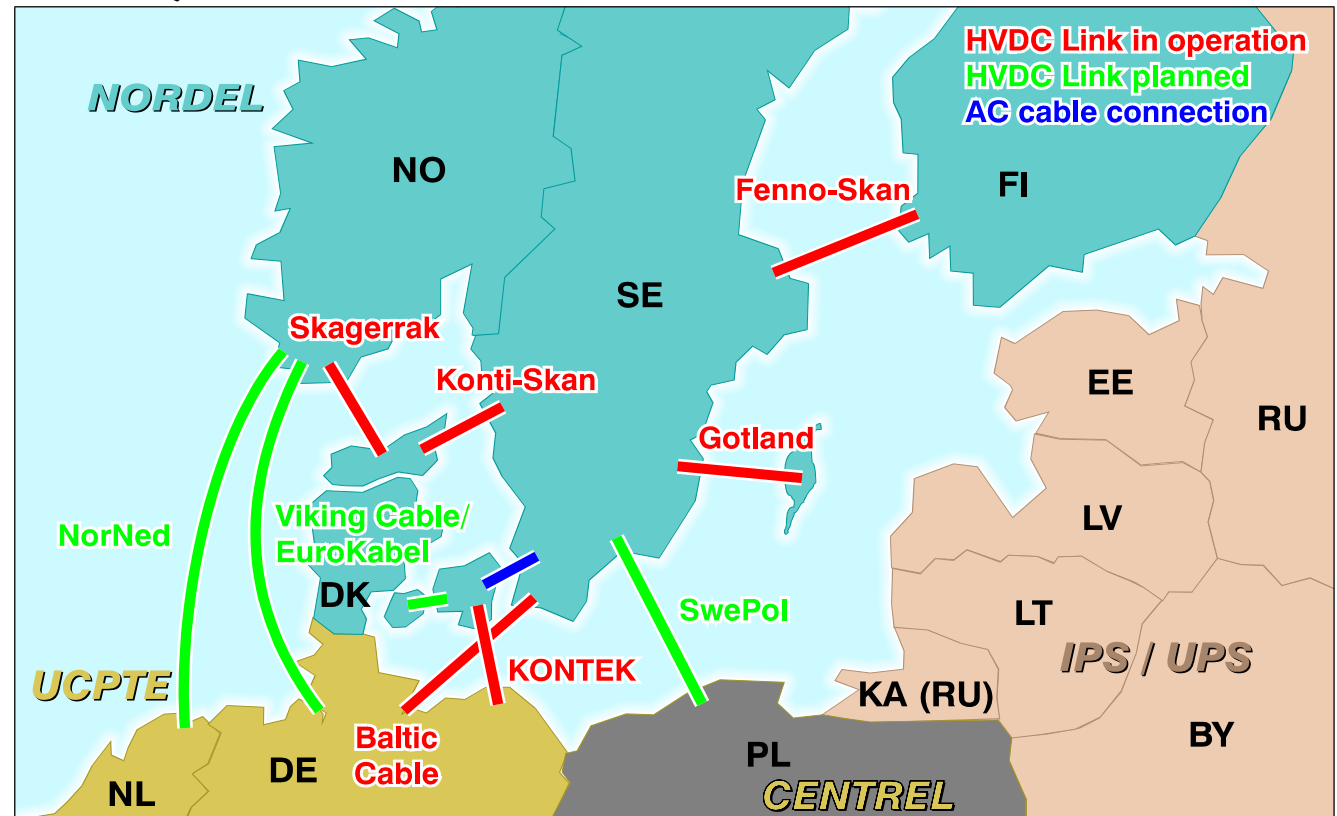 HVDC Link in operation
HVDC Link planned
AC cable connection
NORDEL
NO
FI
Fenno-Skan
SE
Skagerrak
Konti-Skan
EE
RU
Gotland
NorNed
Viking Cable/
EuroKabel
LV
DK
SwePol
LT
IPS / UPS
UCPTE
KONTEK
KA (RU)
BY
Baltic
Cable
PL
DE
NL
CENTREL